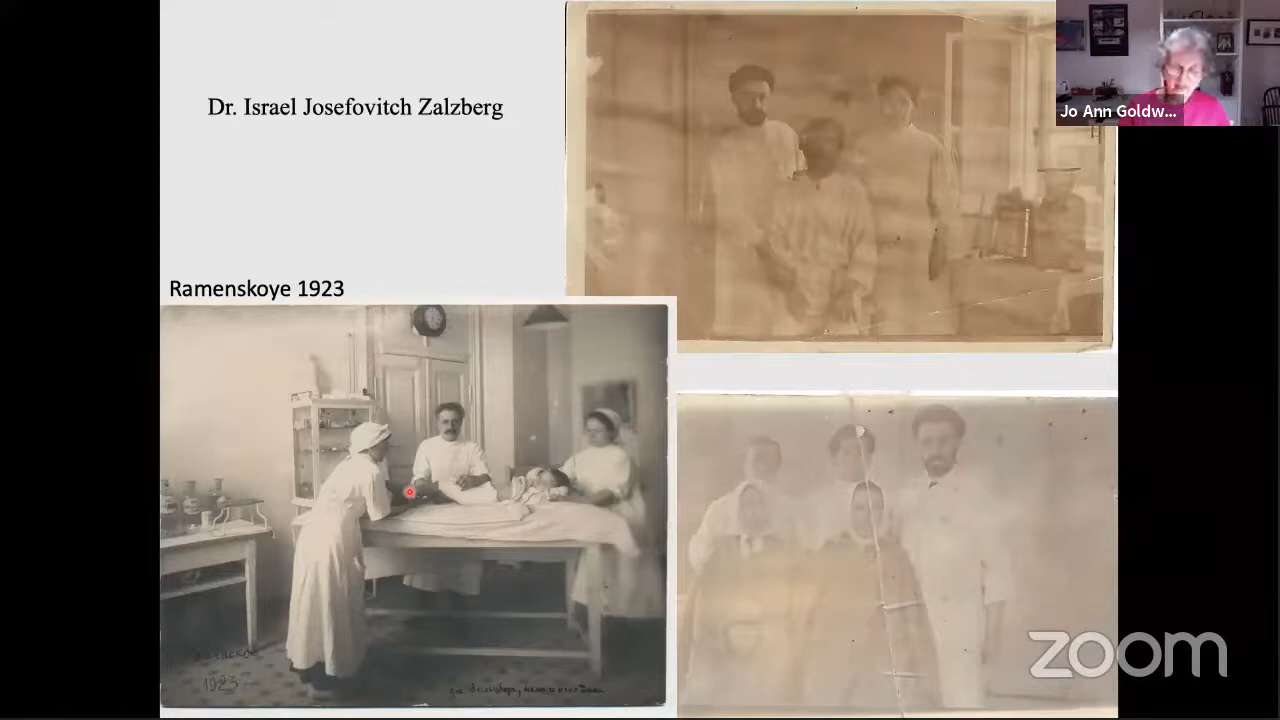 Dr. Israel Josefovitch Zalzberg
Jo Ann Goldw...
Ramenskoye 1923
1923
zoom